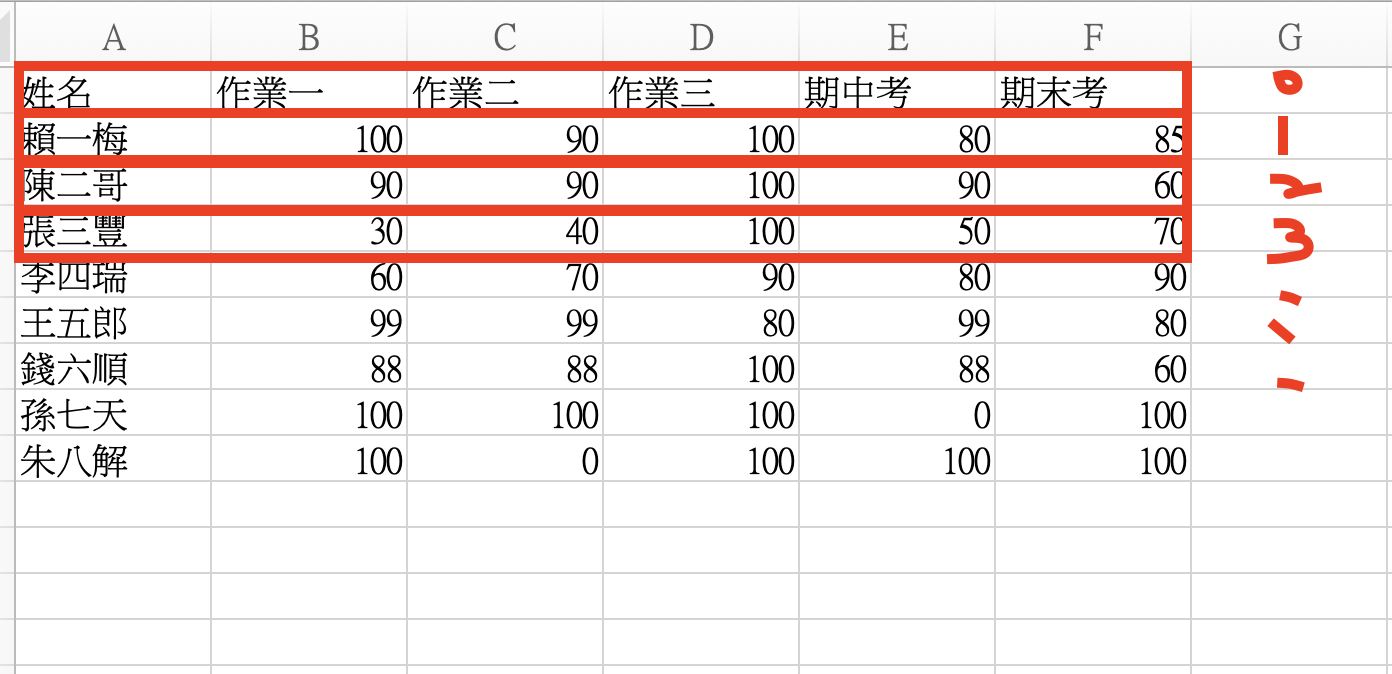 A B C D E F G
姓名 作業一 作業二 作業三 期中考 期末考 0
賴一梅 100 90 100 80 85 1
陳二哥 90 90 100 90 60 2
張三豐 30 40 100 50 70 3
李四瑞 60 70 90 80 90
王五郎 99 99 80 99 80
錢六順 88 88 100 88 60
孫七天 100 100 100 0 100
朱八解 100 0 100 100 100